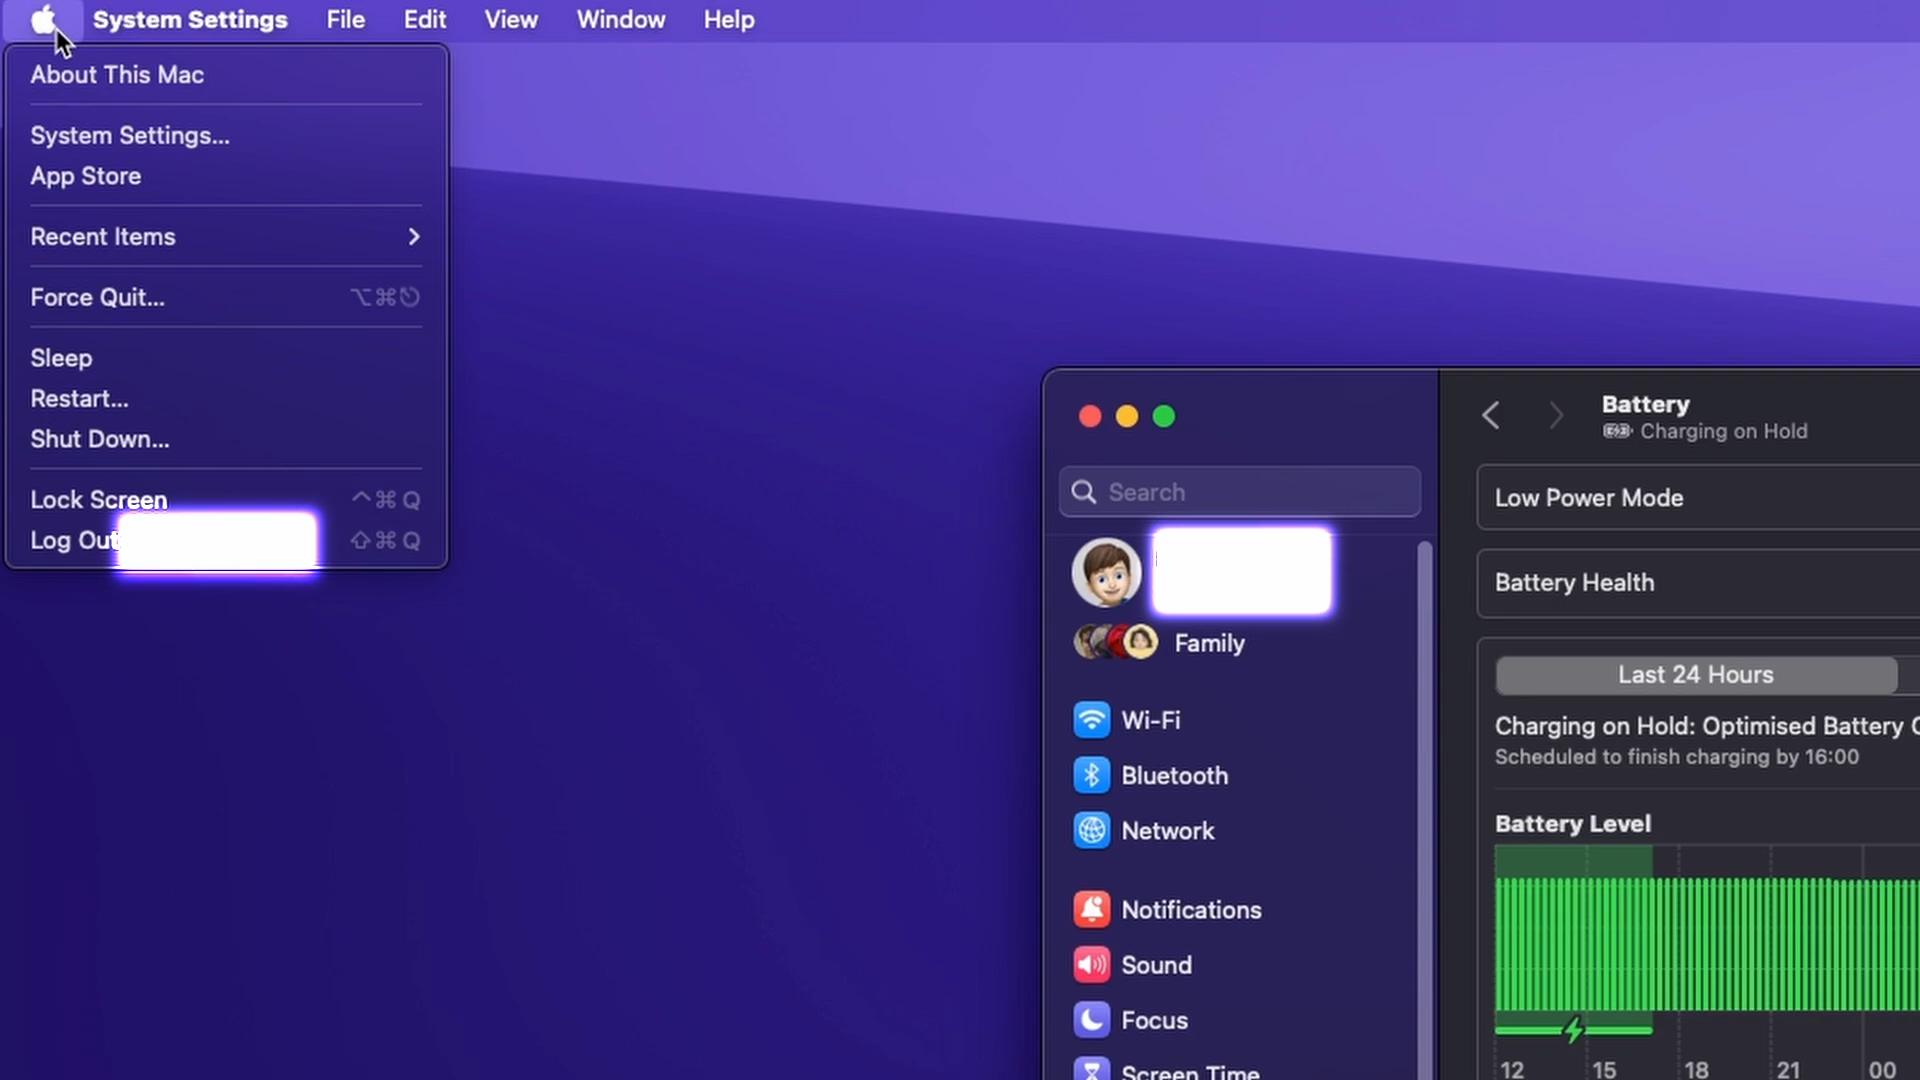 System Settings File Edit View Window Help
About This Mac
System Settings...
App Store
Recent Items
Force Quit... ⌥⌘⎋
Sleep
Restart...
Shut Down...
Lock Screen ^⌘Q
Log Out ⇧⌘Q
Search
Family
Wi-Fi
Bluetooth
Network
Notifications
Sound
Focus
Screen Time
Battery
Charging on Hold
Low Power Mode
Battery Health
Last 24 Hours
Charging on Hold: Optimised Battery
Scheduled to finish charging by 16:00
Battery Level
12 15 18 21 00